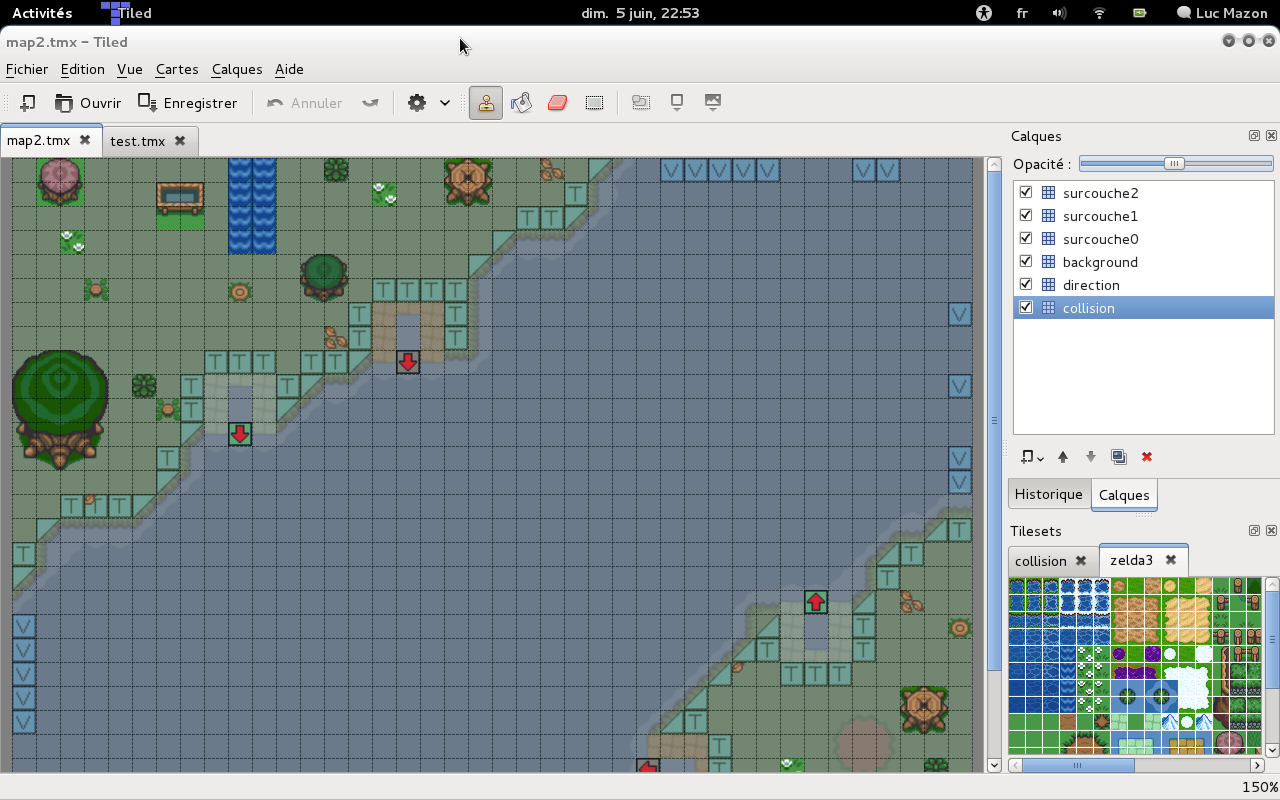 Activités Tiled dim. 5 juin, 22:53 fr Luc Mazon
map2.tmx – Tiled
Fichier Edition Vue Cartes Calques Aide
Ouvrir Enregistrer Annuler
map2.tmx test.tmx
V V V V V V V
T
T T
T T T T
T T V
T T
T T T T T
T T V
T
T V
V
T T T
T
T T
T
V T
V T T
V T T T
V T
V T
T
Calques
Opacité :
surcouche2
surcouche1
surcouche0
background
direction
collision
Historique Calques
Tilesets
collision zelda3
150%